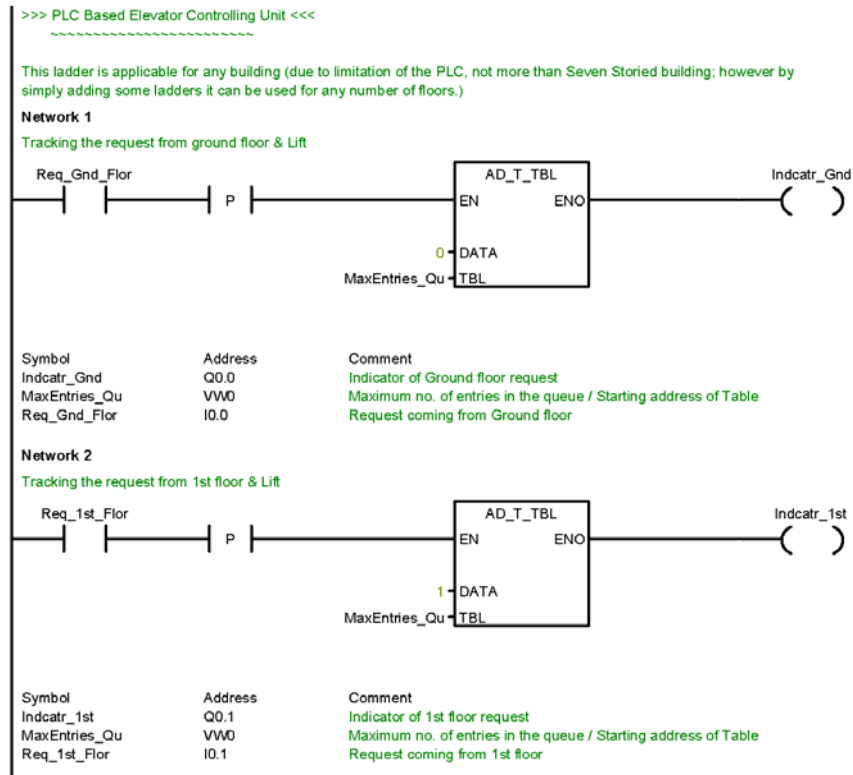 >>> PLC Based Elevator Controlling Unit <<<
~~~~~~~~~~~~~~~~~~~~~~~~
This ladder is applicable for any building (due to limitation of the PLC, not more than Seven Storied building; however by
simply adding some ladders it can be used for any number of floors.)
Network 1
Tracking the request from ground floor & Lift
Req_Gnd_Flor
P
AD_T_TBL
EN ENO
Indcatr_Gnd
0 DATA
MaxEntries_Qu TBL
Symbol Address Comment
Indcatr_Gnd Q0.0 Indicator of Ground floor request
MaxEntries_Qu VW0 Maximum no. of entries in the queue / Starting address of Table
Req_Gnd_Flor I0.0 Request coming from Ground floor
Network 2
Tracking the request from 1st floor & Lift
Req_1st_Flor
P
AD_T_TBL
EN ENO
Indcatr_1st
1 DATA
MaxEntries_Qu TBL
Symbol Address Comment
Indcatr_1st Q0.1 Indicator of 1st floor request
MaxEntries_Qu VW0 Maximum no. of entries in the queue / Starting address of Table
Req_1st_Flor I0.1 Request coming from 1st floor